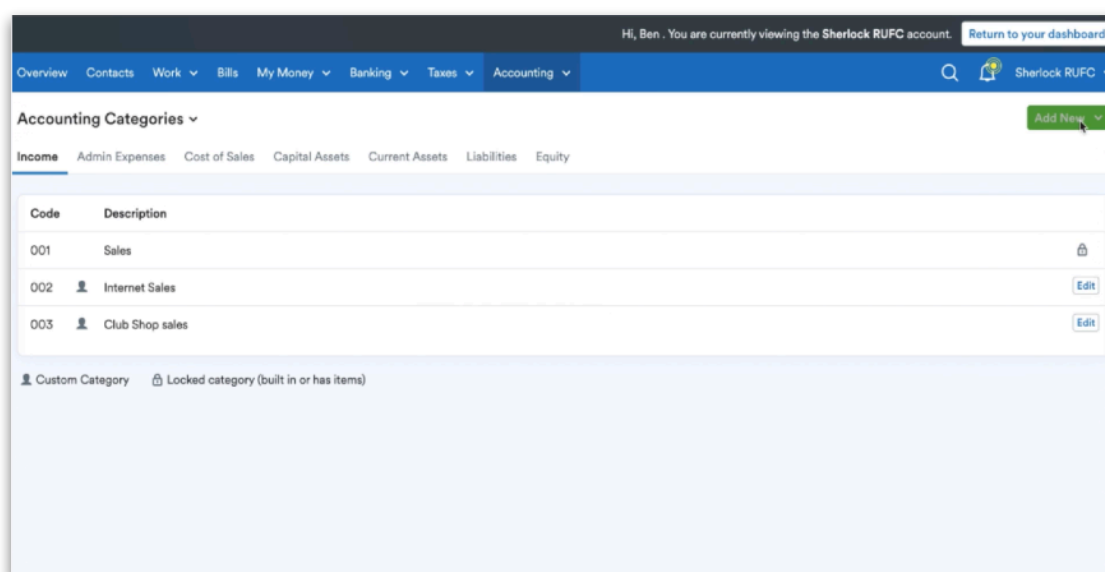 Hi, Ben . You are currently viewing the Sherlock RUFC account. Return to your dashboard
Overview Contacts Work Bills My Money Banking Taxes Accounting Sherlock RUFC
Accounting Categories Add New
Income Admin Expenses Cost of Sales Capital Assets Current Assets Liabilities Equity
Code Description
001 Sales
002 Internet Sales Edit
003 Club Shop sales Edit
Custom Category Locked category (built in or has items)